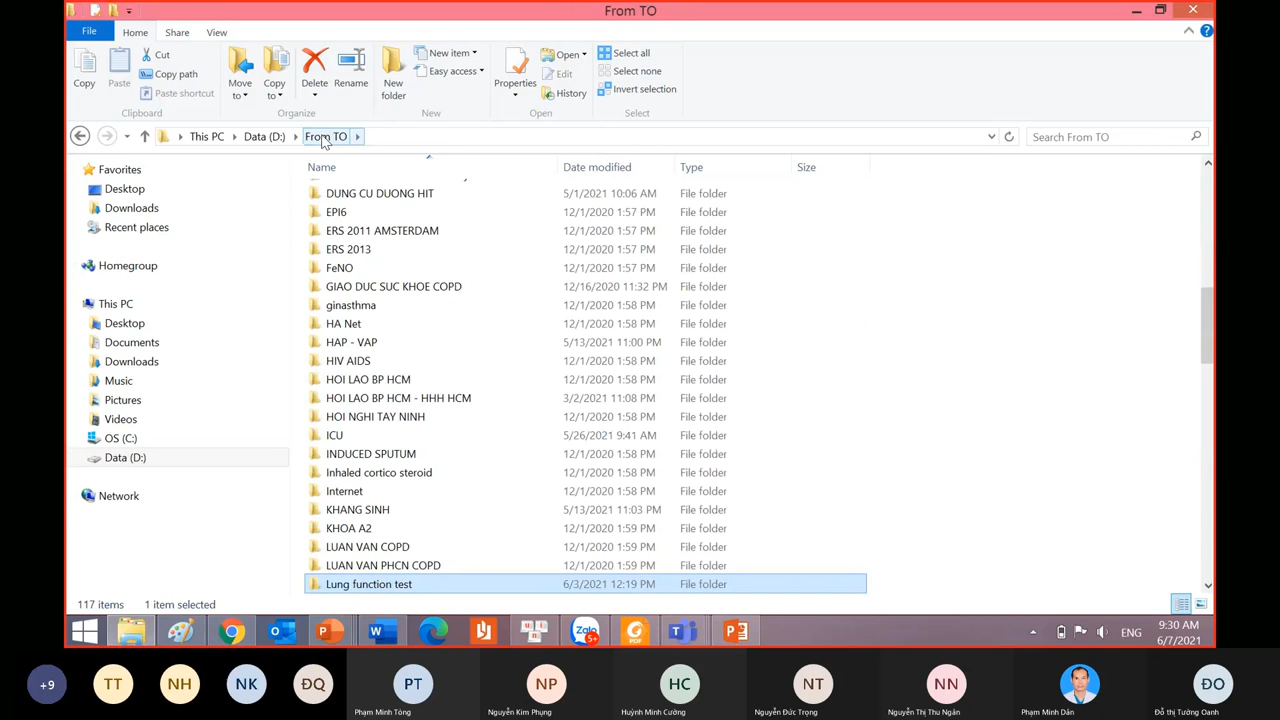 From TO
File Home Share View
Copy
Paste
Cut
Copy path
Paste shortcut
Clipboard
Move to
Copy to
Delete
Rename
Organize
New folder
New item
Easy access
New
Properties
Open
Edit
History
Open
Select all
Select none
Invert selection
Select
This PC Data (D:) From TO
Search From TO
Name Date modified Type Size
Favorites
Desktop
Downloads
Recent places
Homegroup
This PC
Desktop
Documents
Downloads
Music
Pictures
Videos
OS (C:)
Data (D:)
Network
DUNG CU DUONG HIT 5/1/2021 10:06 AM File folder
EPI6 12/1/2020 1:57 PM File folder
ERS 2011 AMSTERDAM 12/1/2020 1:57 PM File folder
ERS 2013 12/1/2020 1:57 PM File folder
FeNO 12/1/2020 1:57 PM File folder
GIAO DUC SUC KHOE COPD 12/16/2020 11:32 PM File folder
ginasthma 12/1/2020 1:58 PM File folder
HA Net 12/1/2020 1:58 PM File folder
HAP - VAP 5/13/2021 11:00 PM File folder
HIV AIDS 12/1/2020 1:58 PM File folder
HOI LAO BP HCM 12/1/2020 1:58 PM File folder
HOI LAO BP HCM - HHH HCM 3/2/2021 11:08 PM File folder
HOI NGHI TAY NINH 12/1/2020 1:58 PM File folder
ICU 5/26/2021 9:41 AM File folder
INDUCED SPUTUM 12/1/2020 1:58 PM File folder
Inhaled cortico steroid 12/1/2020 1:58 PM File folder
Internet 12/1/2020 1:58 PM File folder
KHANG SINH 5/13/2021 11:03 PM File folder
KHOA A2 12/1/2020 1:59 PM File folder
LUAN VAN COPD 12/1/2020 1:59 PM File folder
LUAN VAN PHCN COPD 12/1/2020 1:59 PM File folder
Lung function test 6/3/2021 12:19 PM File folder
117 items 1 item selected
Zalo
5+
PDF
ENG
9:30 AM
6/7/2021
+9 TT NH NK ĐQ PT NP HC NT NN ĐO
Phạm Minh Tông Nguyễn Kim Phụng Huỳnh Minh Cường Nguyễn Đức Trọng Nguyễn Thị Thu Ngân Phạm Minh Dân Đỗ thị Tường Oanh